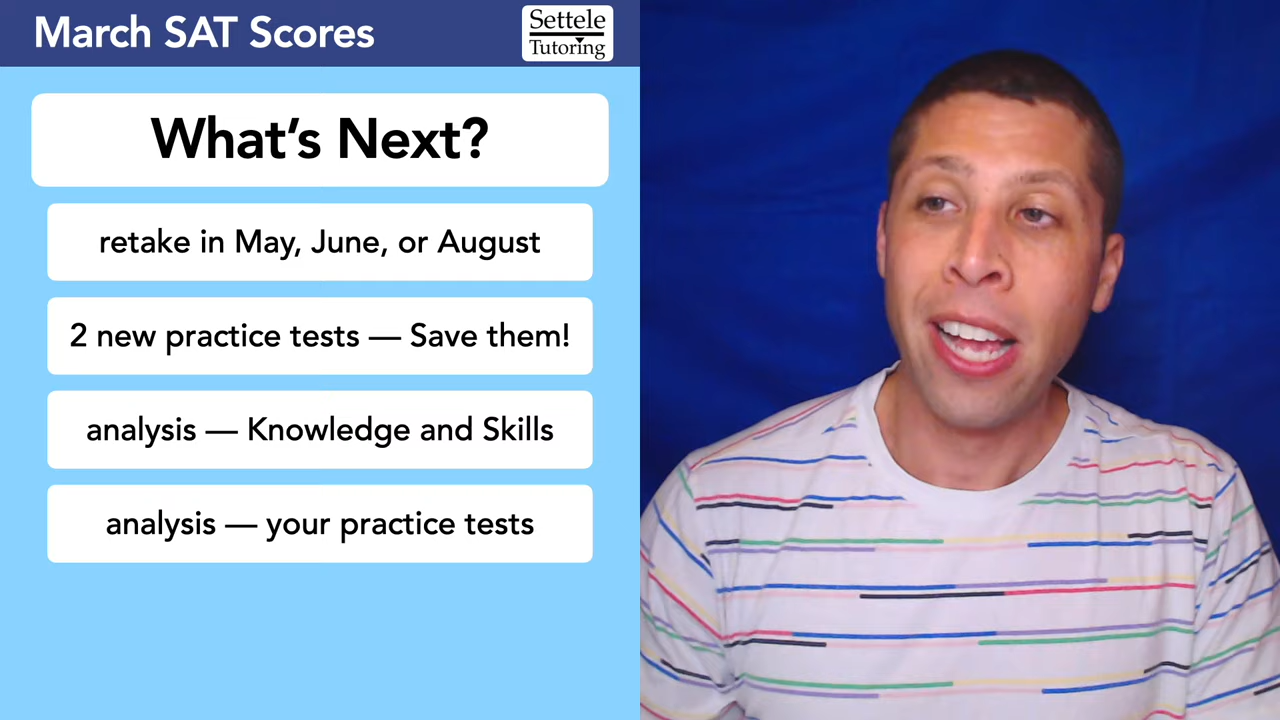 March SAT Scores
Settele
Tutoring
What's Next?
retake in May, June, or August
2 new practice tests — Save them!
analysis — Knowledge and Skills
analysis — your practice tests